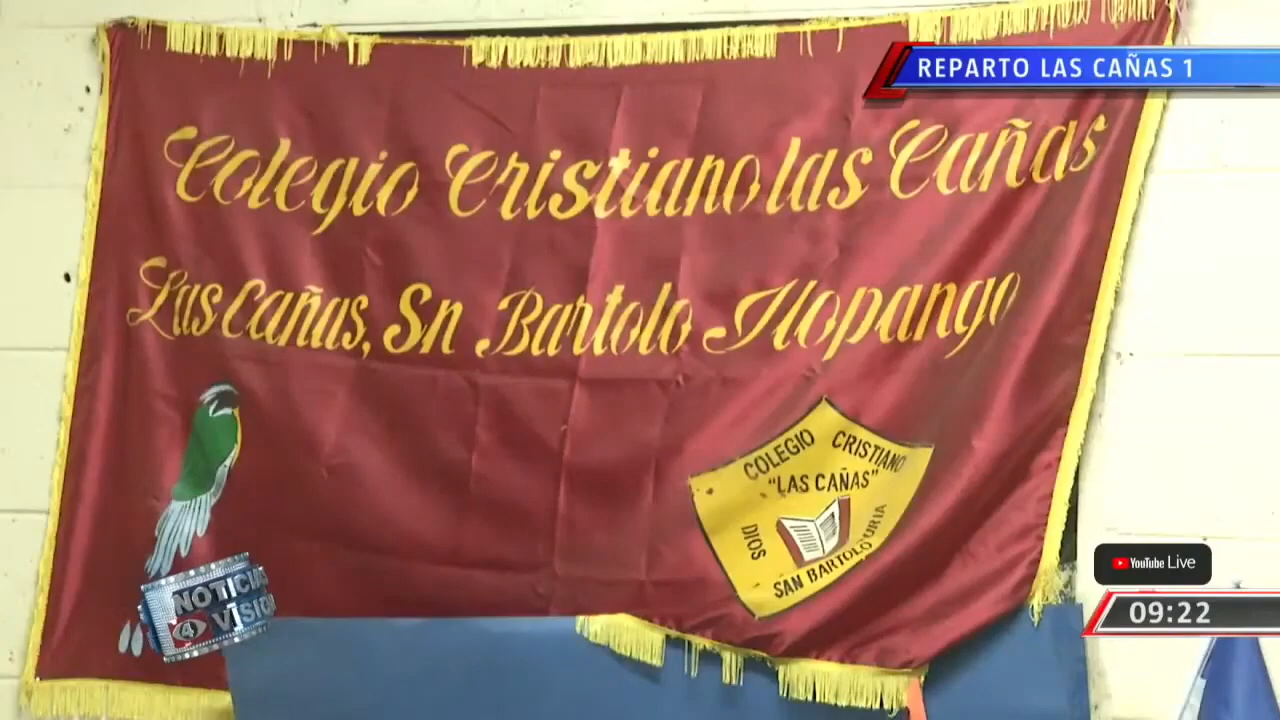 REPARTO LAS CAÑAS 1
Colegio Cristiano las Cañas
Las Cañas, Sn Bartolo Ilopango
COLEGIO CRISTIANO
"LAS CAÑAS"
DIOS
SAN BARTOLO
NOTICIAS
4 VISION
YouTube Live
09:22